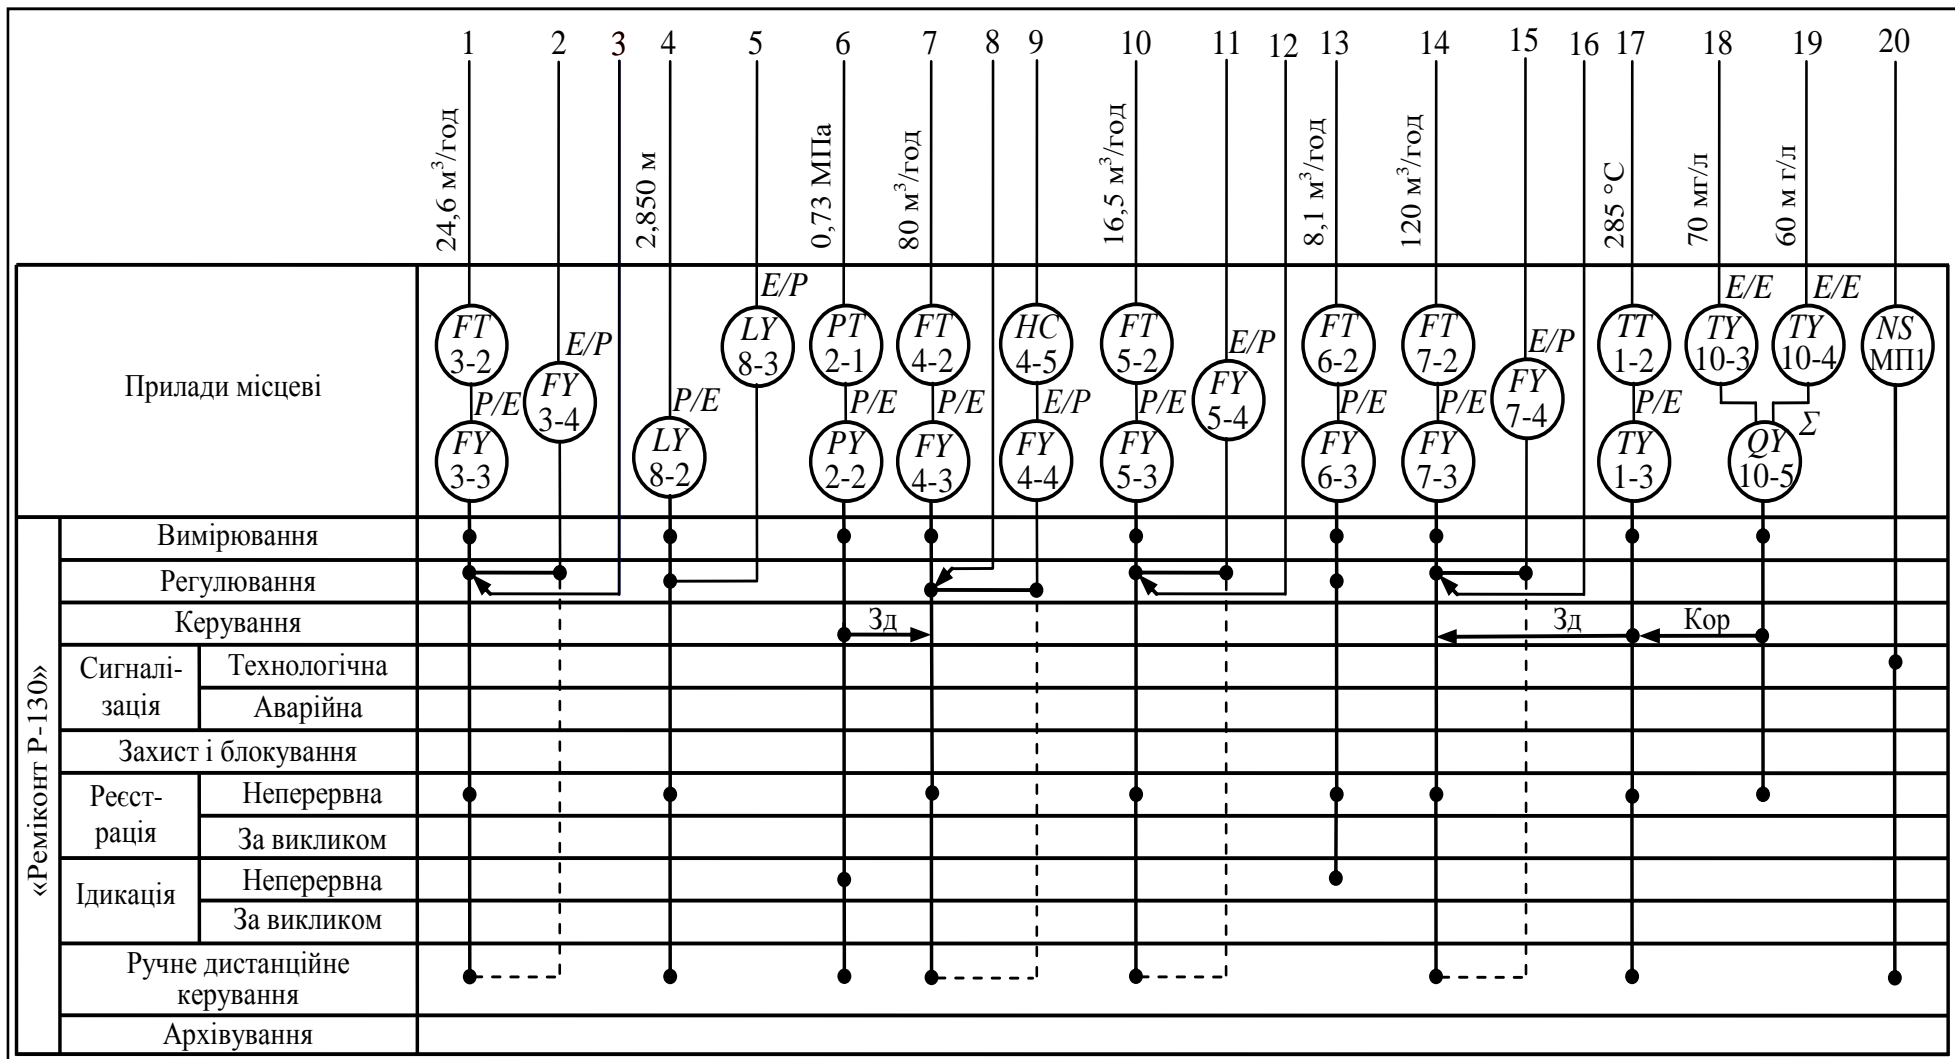 1 2 3 4 5 6 7 8 9 10 11 12 13 14 15 16 17 18 19 20
24,6 м³/год
2,850 м
0,73 МПа
80 м³/год
16,5 м³/год
8,1 м³/год
120 м³/год
285 °C
70 мг/л
60 м г/л
Прилади місцеві
FT
3-2
P/E
FY
3-3
E/P
FY
3-4
P/E
LY
8-2
E/P
LY
8-3
PT
2-1
P/E
PY
2-2
FT
4-2
P/E
FY
4-3
HC
4-5
E/P
FY
4-4
FT
5-2
P/E
FY
5-3
E/P
FY
5-4
FT
6-2
P/E
FY
6-3
FT
7-2
P/E
FY
7-3
E/P
FY
7-4
TT
1-2
P/E
TY
1-3
E/E
TY
10-3
E/E
TY
10-4
Σ
QY
10-5
NS
МП1
«Реміконт Р-130»
Вимірювання
Регулювання
Керування
Зд
Зд
Кор
Сигналі-
зація
Технологічна
Аварійна
Захист і блокування
Реєст-
рація
Неперервна
За викликом
Ідикація
Неперервна
За викликом
Ручне дистанційне
керування
Архівування